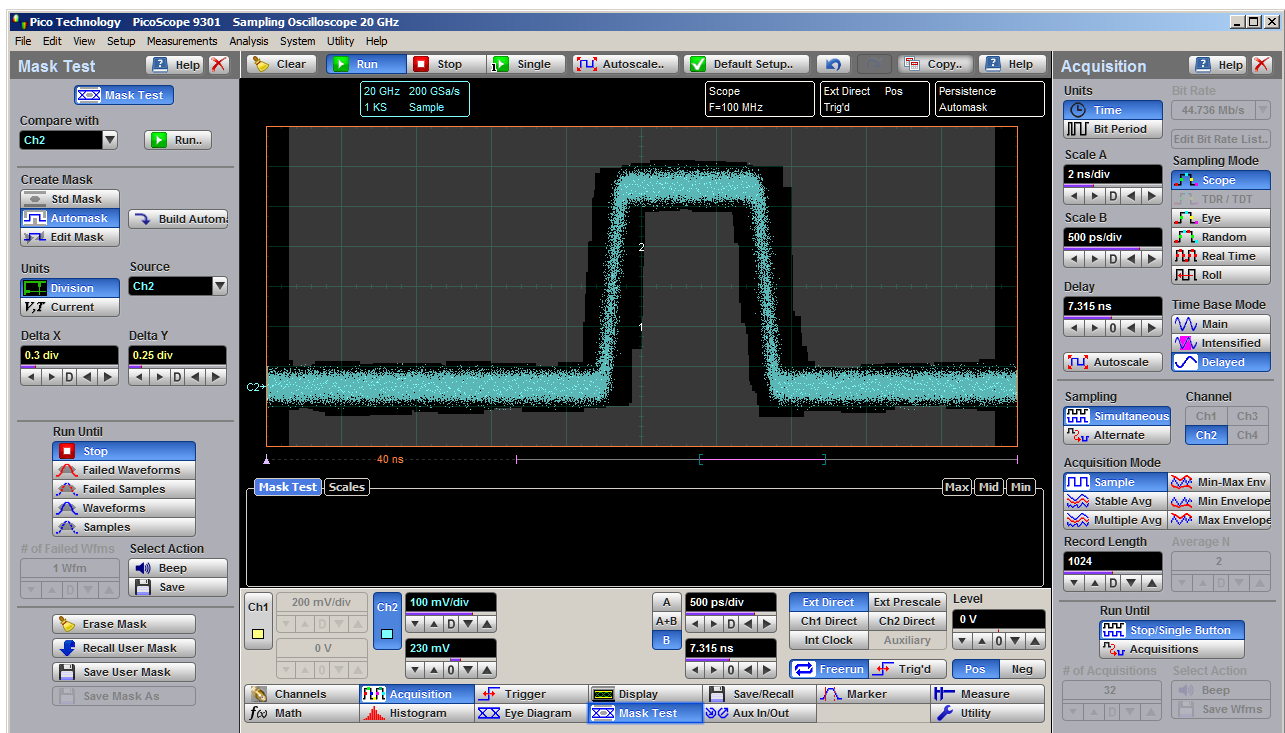 Pico Technology PicoScope 9301 Sampling Oscilloscope 20 GHz
File Edit View Setup Measurements Analysis System Utility Help
Mask Test Help
Mask Test
Compare with
Ch2 Run..
Create Mask
Std Mask
Automask Build Autom
Edit Mask
Units Source
Division Ch2
V,T Current
Delta X Delta Y
0.3 div 0.25 div
D D
Run Until
Stop
Failed Waveforms
Failed Samples
Waveforms
Samples
# of Failed Wfms Select Action
1 Wfm Beep
D Save
Erase Mask
Recall User Mask
Save User Mask
Save Mask As
Clear Run Stop Single Autoscale.. Default Setup.. Copy.. Help
20 GHz 200 GSa/s
1 KS Sample
Scope
F=100 MHz
Ext Direct Pos
Trig'd
Persistence
Automask
2
1
C2
40 ns
Mask Test Scales Max Mid Min
Ch1 200 mV/div Ch2 100 mV/div A 500 ps/div Ext Direct Ext Prescale Level
D D A+B D Ch1 Direct Ch2 Direct 0 V
0 V 230 mV B 7.315 ns Int Clock Auxiliary 0
0 0 0 Freerun Trig'd Pos Neg
Channels Acquisition Trigger Display Save/Recall Marker Measure
f(x) Math Histogram Eye Diagram Mask Test Aux In/Out Utility
Acquisition Help
Units Bit Rate
Time 44.736 Mb/s
Bit Period Edit Bit Rate List..
Scale A Sampling Mode
2 ns/div Scope
D TDR / TDT
Scale B Eye
500 ps/div Random
D Real Time
Roll
Delay
7.315 ns Time Base Mode
0 Main
Intensified
Autoscale Delayed
Sampling Channel
Simultaneous Ch1 Ch3
Alternate Ch2 Ch4
Acquisition Mode
Sample Min-Max Env
Stable Avg Min Envelope
Multiple Avg Max Envelope
Record Length Average N
1024 2
D D
Run Until
Stop/Single Button
Acquisitions
# of Acquisitions Select Action
32 Beep
D Save Wfms